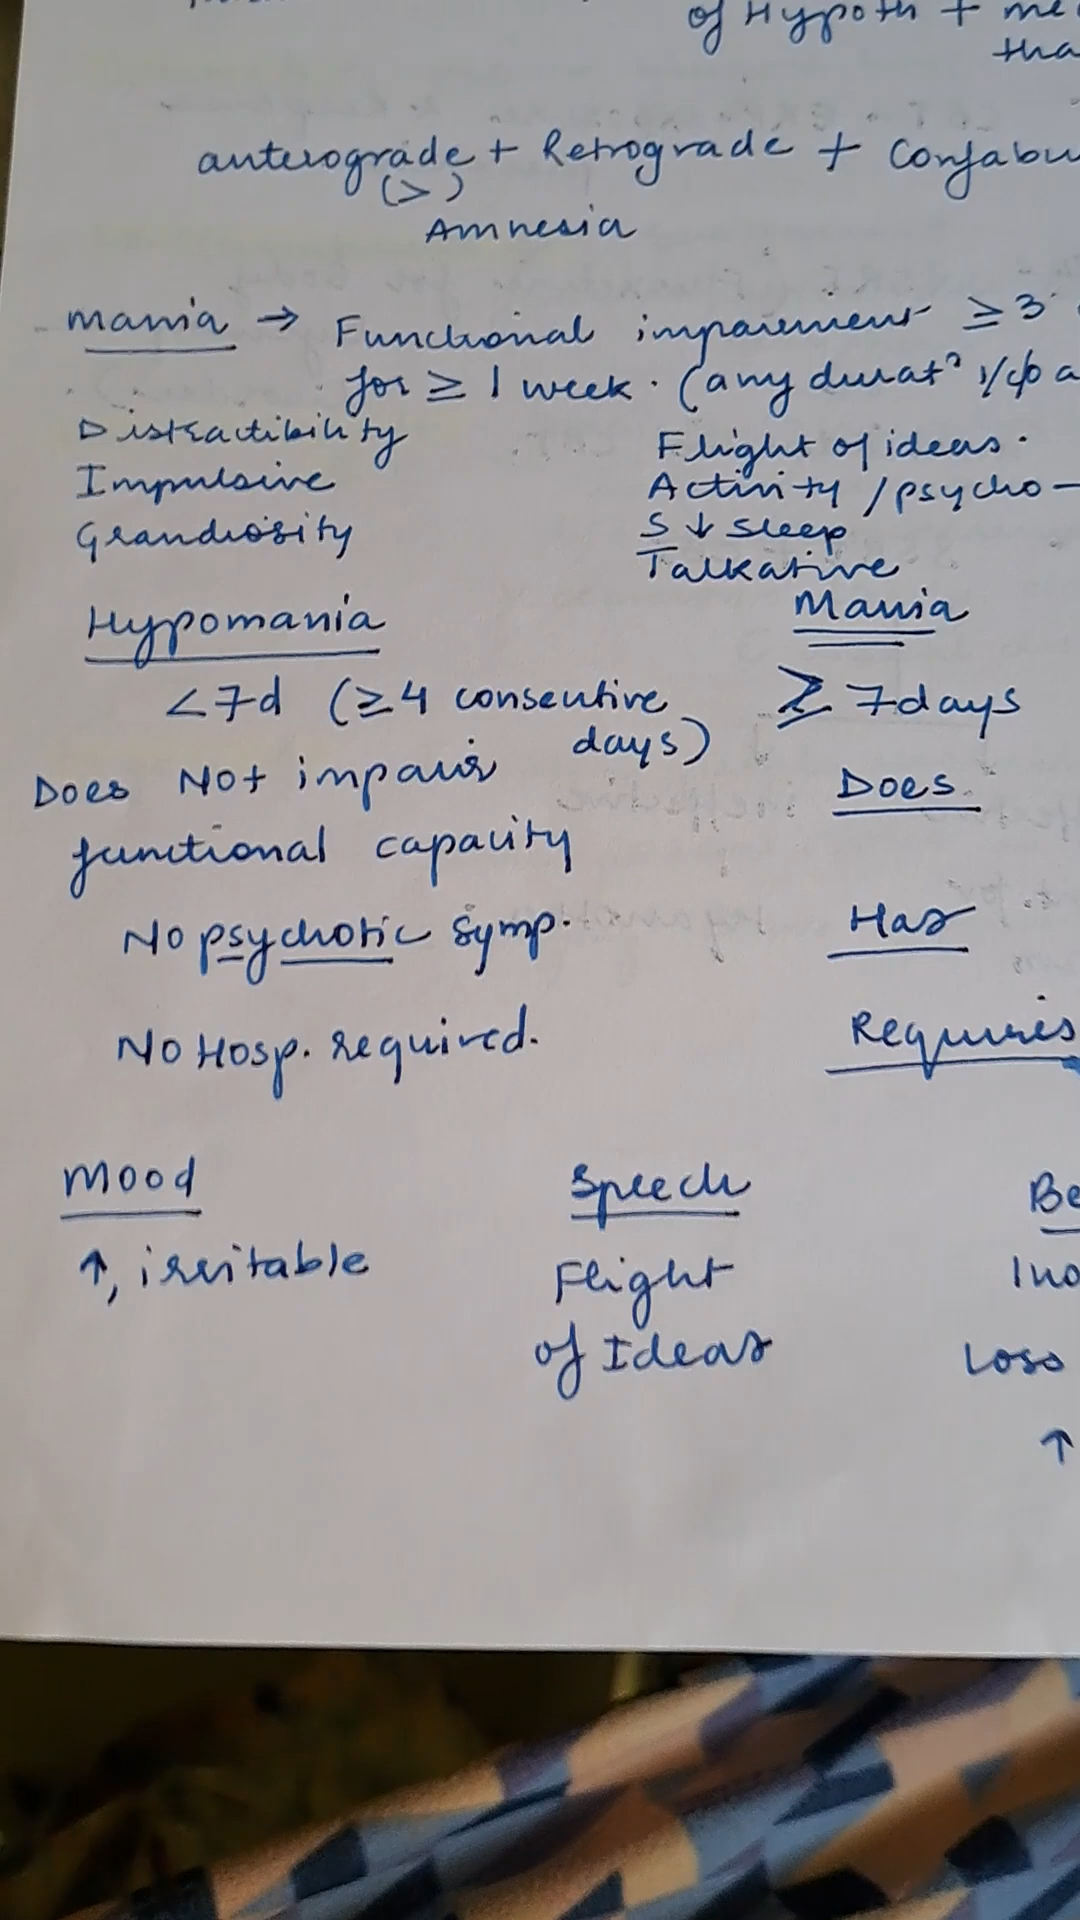 of Hypoth + me
tha
anterograde + Retrograde + Confabu
(>)
Amnesia
Mania → Functional impairement ≥3
for ≥ 1 week. (any durat
Distractibility Flight of ideas.
Impulsive Activity / psycho -
Grandiosity S ↓ sleep
Talkative
Hypomania Mania
<7d (≥4 consecutive days) ≥ 7days
Does Not impair Does
functional capacity
No psychotic symp. Has
No Hosp. required. Requires
Mood Speech Be
↑, irritable Flight
of Ideas Loss
↑